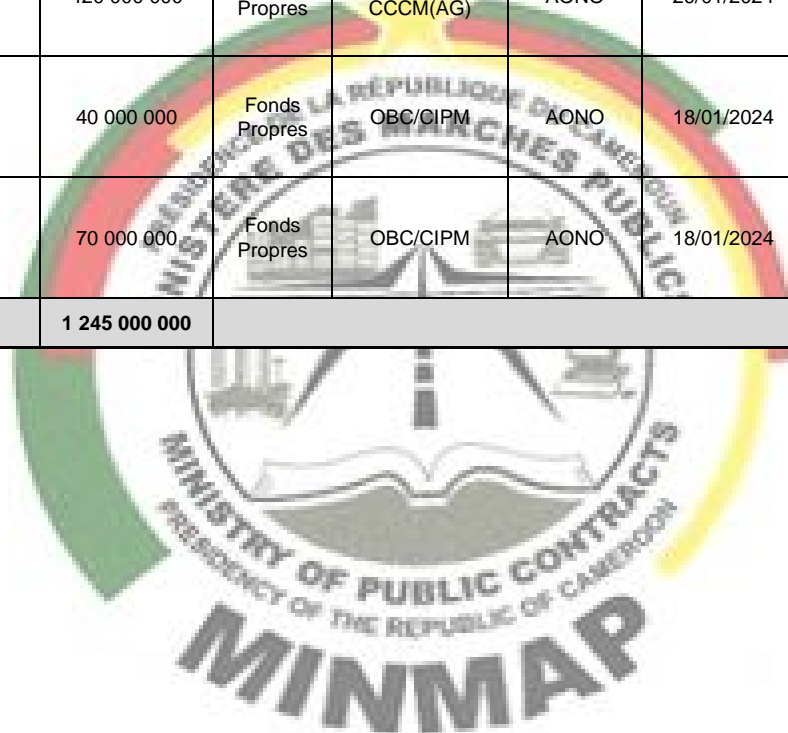 Propres CCCM(AG)
40 000 000 Fonds Propres OBC/CIPM AONO 18/01/2024
70 000 000 Fonds Propres OBC/CIPM AONO 18/01/2024
1 245 000 000
MINISTRY OF PUBLIC CONTRACTS
PRESIDENCY OF THE REPUBLIC OF CAMEROON
MINMAP